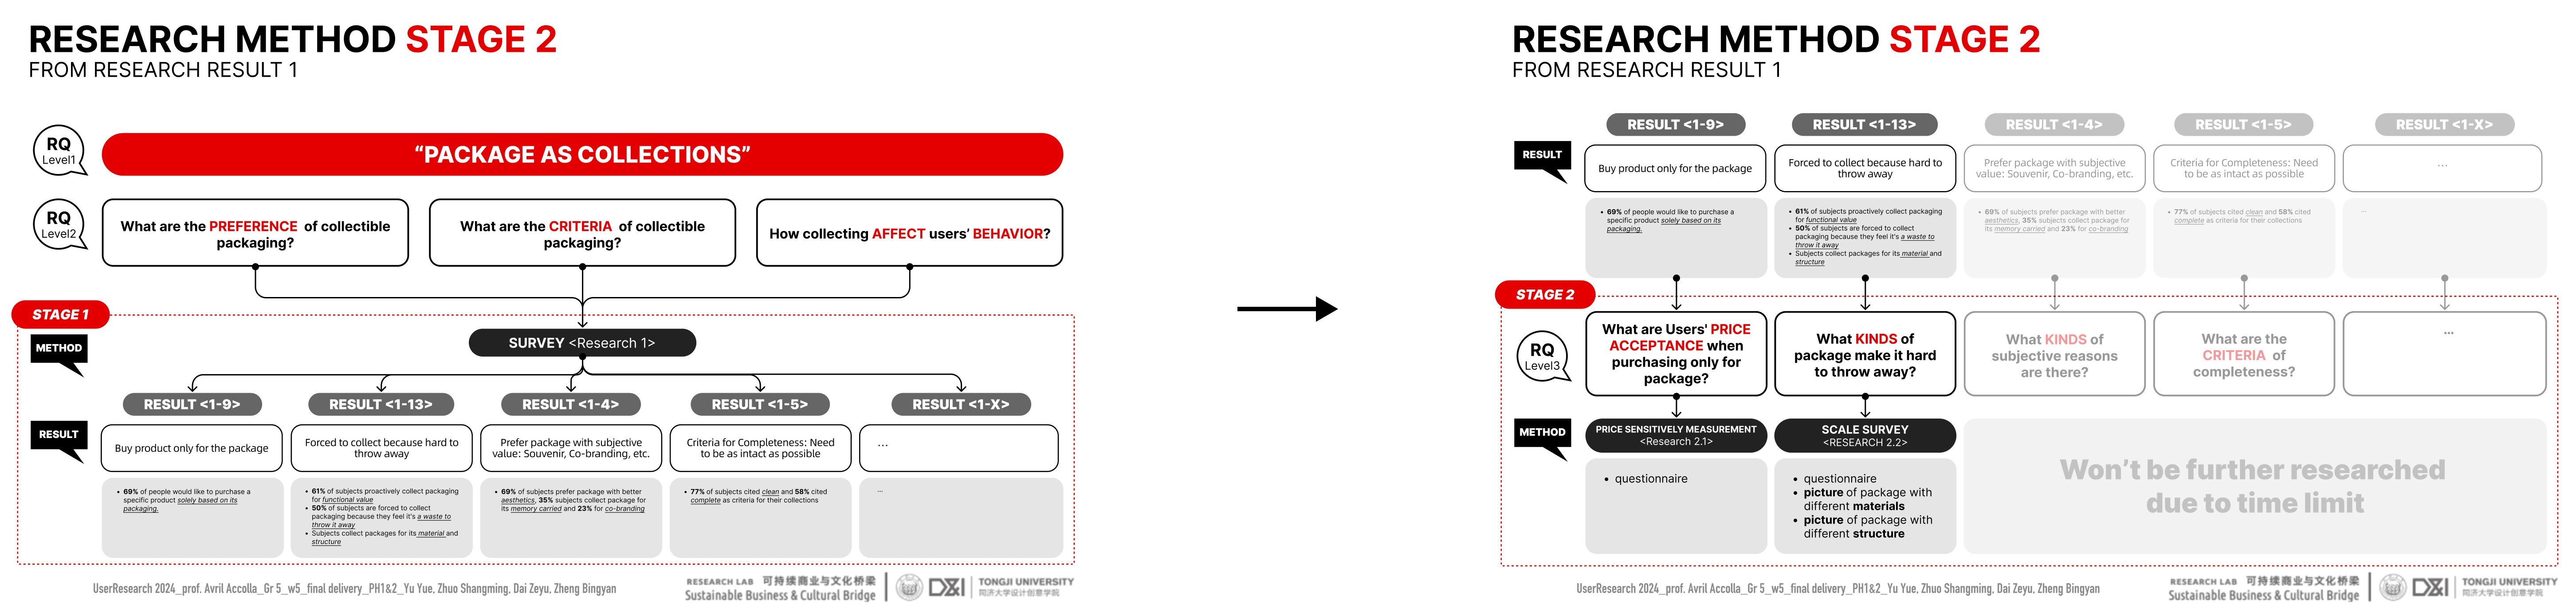 RESEARCH METHOD STAGE 2
FROM RESEARCH RESULT 1
RQ
Level1
“PACKAGE AS COLLECTIONS”
RQ
Level2
What are the PREFERENCE of collectible
packaging?
What are the CRITERIA of collectible
packaging?
How collecting AFFECT users’ BEHAVIOR?
STAGE 1
METHOD
SURVEY <Research 1>
RESULT <1-9>
RESULT <1-13>
RESULT <1-4>
RESULT <1-5>
RESULT <1-X>
RESULT
Buy product only for the package
Forced to collect because hard to
throw away
Prefer package with subjective
value: Souvenir, Co-branding, etc.
Criteria for Completeness: Need
to be as intact as possible
...
• 69% of people would like to purchase a
specific product solely based on its
packaging.
• 61% of subjects proactively collect packaging
for functional value
• 50% of subjects are forced to collect
packaging because they feel it's a waste to
throw it away
• Subjects collect packages for its material and
structure
• 69% of subjects prefer package with better
aesthetics, 35% subjects collect package for
its memory carried and 23% for co-branding
• 77% of subjects cited clean and 58% cited
complete as criteria for their collections
...
UserResearch 2024_prof. Avril Accolla_Gr 5_w5_final delivery_PH1&2_Yu Yue, Zhuo Shangming, Dai Zeyu, Zheng Bingyan
RESEARCH LAB 可持续商业与文化桥梁
Sustainable Business & Cultural Bridge
D&I
TONGJI UNIVERSITY
同济大学设计创意学院
RESEARCH METHOD STAGE 2
FROM RESEARCH RESULT 1
RESULT <1-9>
RESULT <1-13>
RESULT <1-4>
RESULT <1-5>
RESULT <1-X>
RESULT
Buy product only for the package
Forced to collect because hard to
throw away
Prefer package with subjective
value: Souvenir, Co-branding, etc.
Criteria for Completeness: Need
to be as intact as possible
...
• 69% of people would like to purchase a
specific product solely based on its
packaging.
• 61% of subjects proactively collect packaging
for functional value
• 50% of subjects are forced to collect
packaging because they feel it's a waste to
throw it away
• Subjects collect packages for its material and
structure
• 69% of subjects prefer package with better
aesthetics, 35% subjects collect package for
its memory carried and 23% for co-branding
• 77% of subjects cited clean and 58% cited
complete as criteria for their collections
...
STAGE 2
RQ
Level3
What are Users' PRICE
ACCEPTANCE when
purchasing only for
package?
What KINDS of
package make it hard
to throw away?
What KINDS of
subjective reasons
are there?
What are the
CRITERIA of
completeness?
...
METHOD
PRICE SENSITIVELY MEASUREMENT
<Research 2.1>
SCALE SURVEY
<RESEARCH 2.2>
• questionnaire
• questionnaire
• picture of package with
different materials
• picture of package with
different structure
Won’t be further researched
due to time limit
UserResearch 2024_prof. Avril Accolla_Gr 5_w5_final delivery_PH1&2_Yu Yue, Zhuo Shangming, Dai Zeyu, Zheng Bingyan
RESEARCH LAB 可持续商业与文化桥梁
Sustainable Business & Cultural Bridge
D&I
TONGJI UNIVERSITY
同济大学设计创意学院